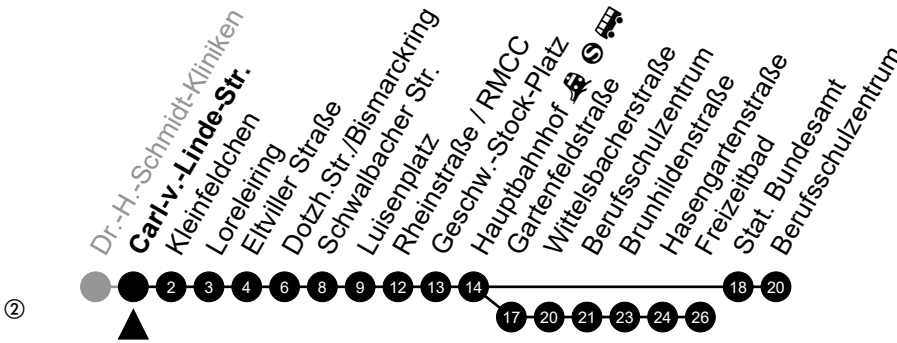 Dr.-H.-Schmidt-Kliniken
Carl-v.-Linde-Str.
Kleinfeldchen
Loreleiring
Eltviller Straße
Dotzh.Str./Bismarckring
Schwalbacher Str.
Luisenplatz
Rheinstraße / RMCC
Geschw.-Stock-Platz
Hauptbahnhof S
Gartenfeldstraße
Wittelsbacherstraße
Berufsschulzentrum
Brunhildenstraße
Hasengartenstraße
Freizeitbad
Stat. Bundesamt
Berufsschulzentrum
② 2 3 4 6 8 9 12 13 14 18 20
17 20 21 23 24 26